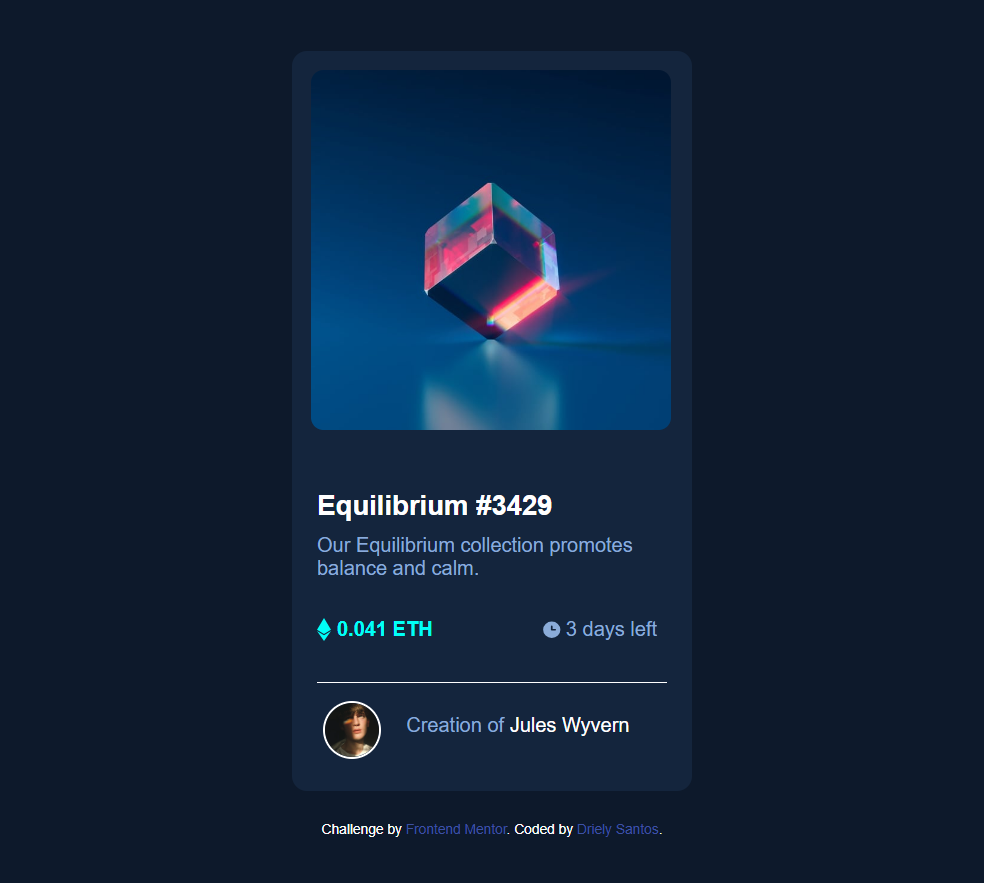 Equilibrium #3429
Our Equilibrium collection promotes
balance and calm.
0.041 ETH
3 days left
Creation of Jules Wyvern
Challenge by Frontend Mentor. Coded by Driely Santos.